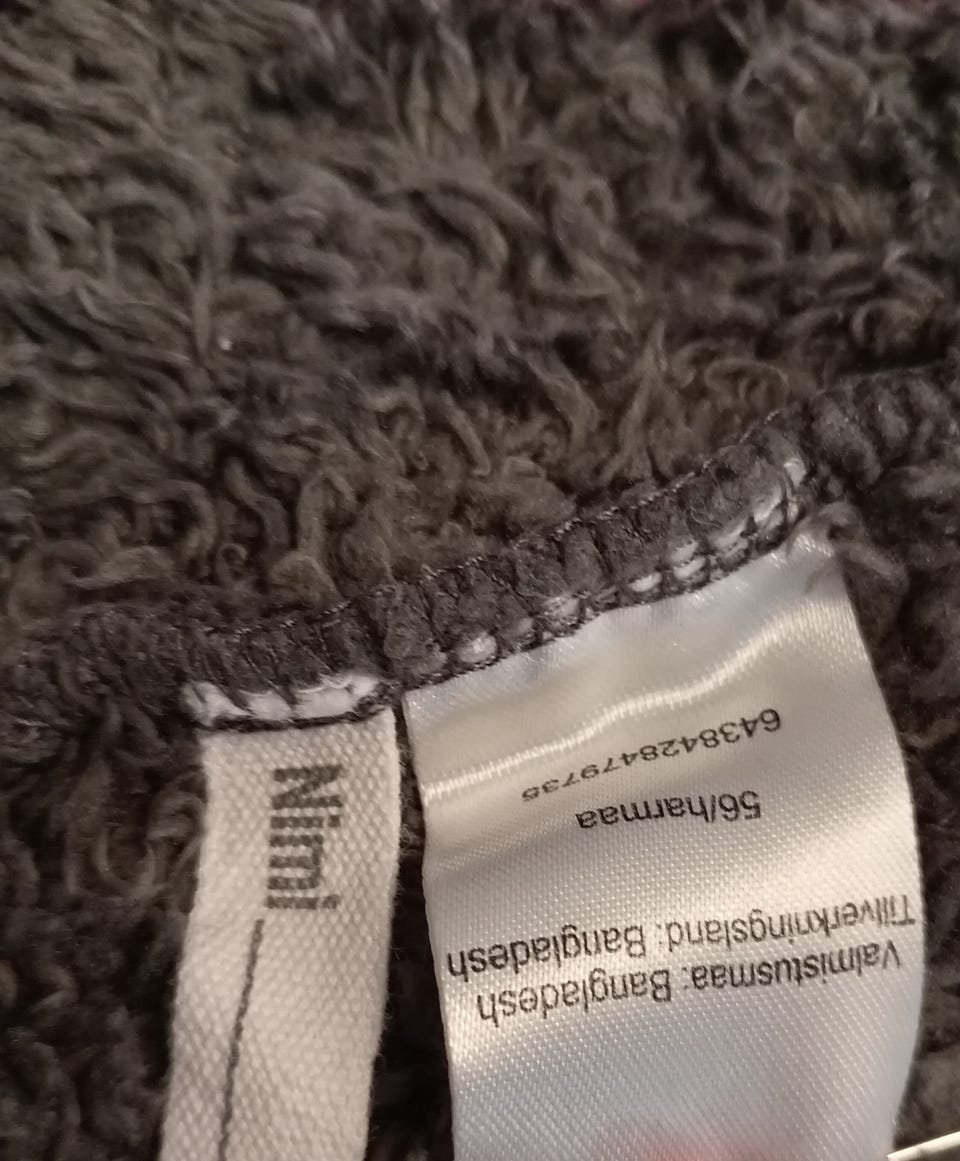 Nimi
Valmistusmaa: Bangladesh
Tillverkningsland: Bangladesh
56/harmaa
6438428479735